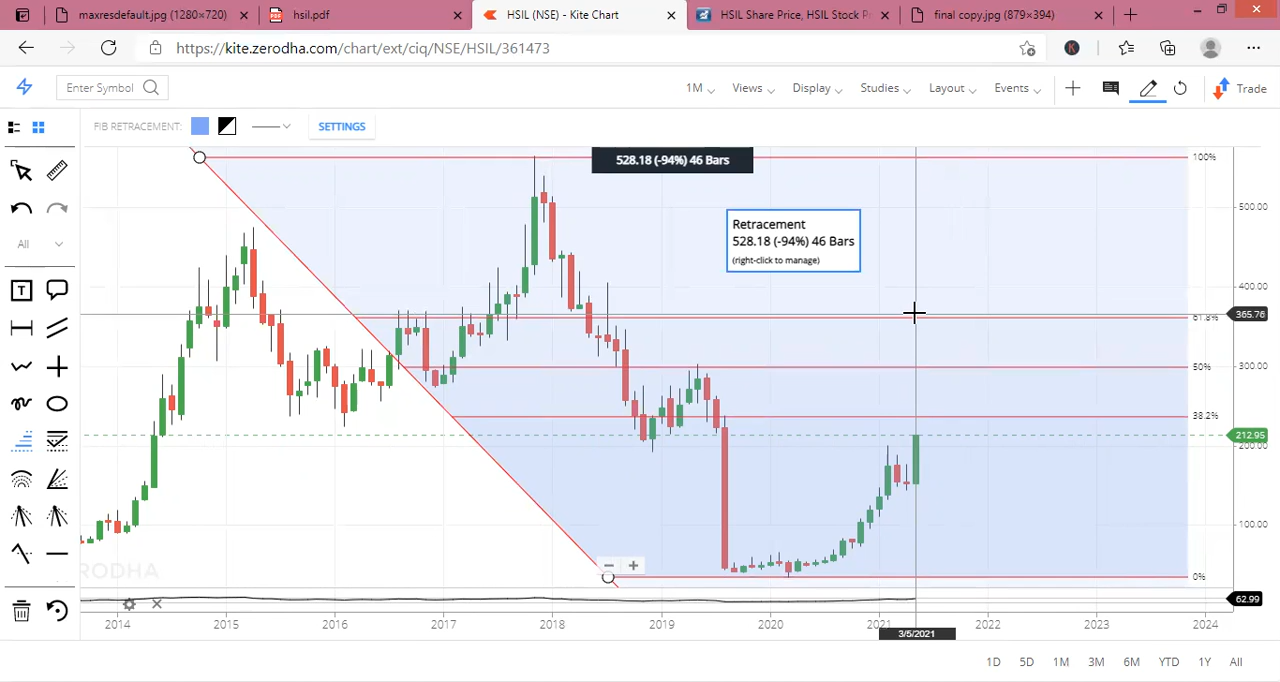 maxresdefault.jpg (1280×720)
hsil.pdf
HSIL (NSE) - Kite Chart
HSIL Share Price, HSIL Stock P
final copy.jpg (879×394)
https://kite.zerodha.com/chart/ext/ciq/NSE/HSIL/361473
K
Enter Symbol
1M
Views
Display
Studies
Layout
Events
Trade
FIB RETRACEMENT:
SETTINGS
528.18 (-94%) 46 Bars
100%
500.00
Retracement
528.18 (-94%) 46 Bars
(right-click to manage)
All
400.00
T
61.8%
365.76
50%
300.00
38.2%
212.95
200.00
100.00
RODHA
0%
62.99
2014
2015
2016
2017
2018
2019
2020
2021
2022
2023
2024
3/5/2021
1D
5D
1M
3M
6M
YTD
1Y
All